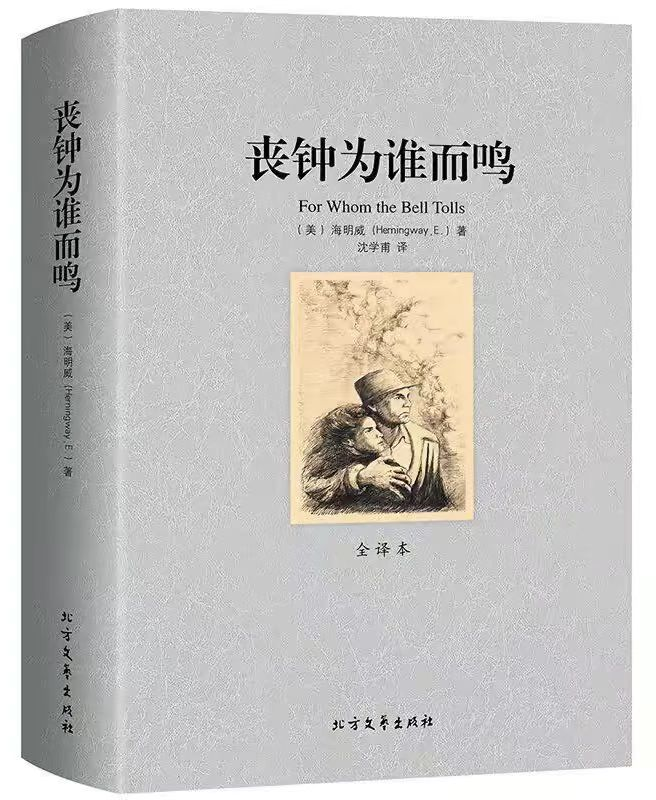 丧钟为谁而鸣
(美)海明威(Hemingway.E.)著
北方文艺出版社
丧钟为谁而鸣
For Whom the Bell Tolls
(美)海明威(Hemingway.E.)著
沈学甫 译
全译本
北方文艺出版社